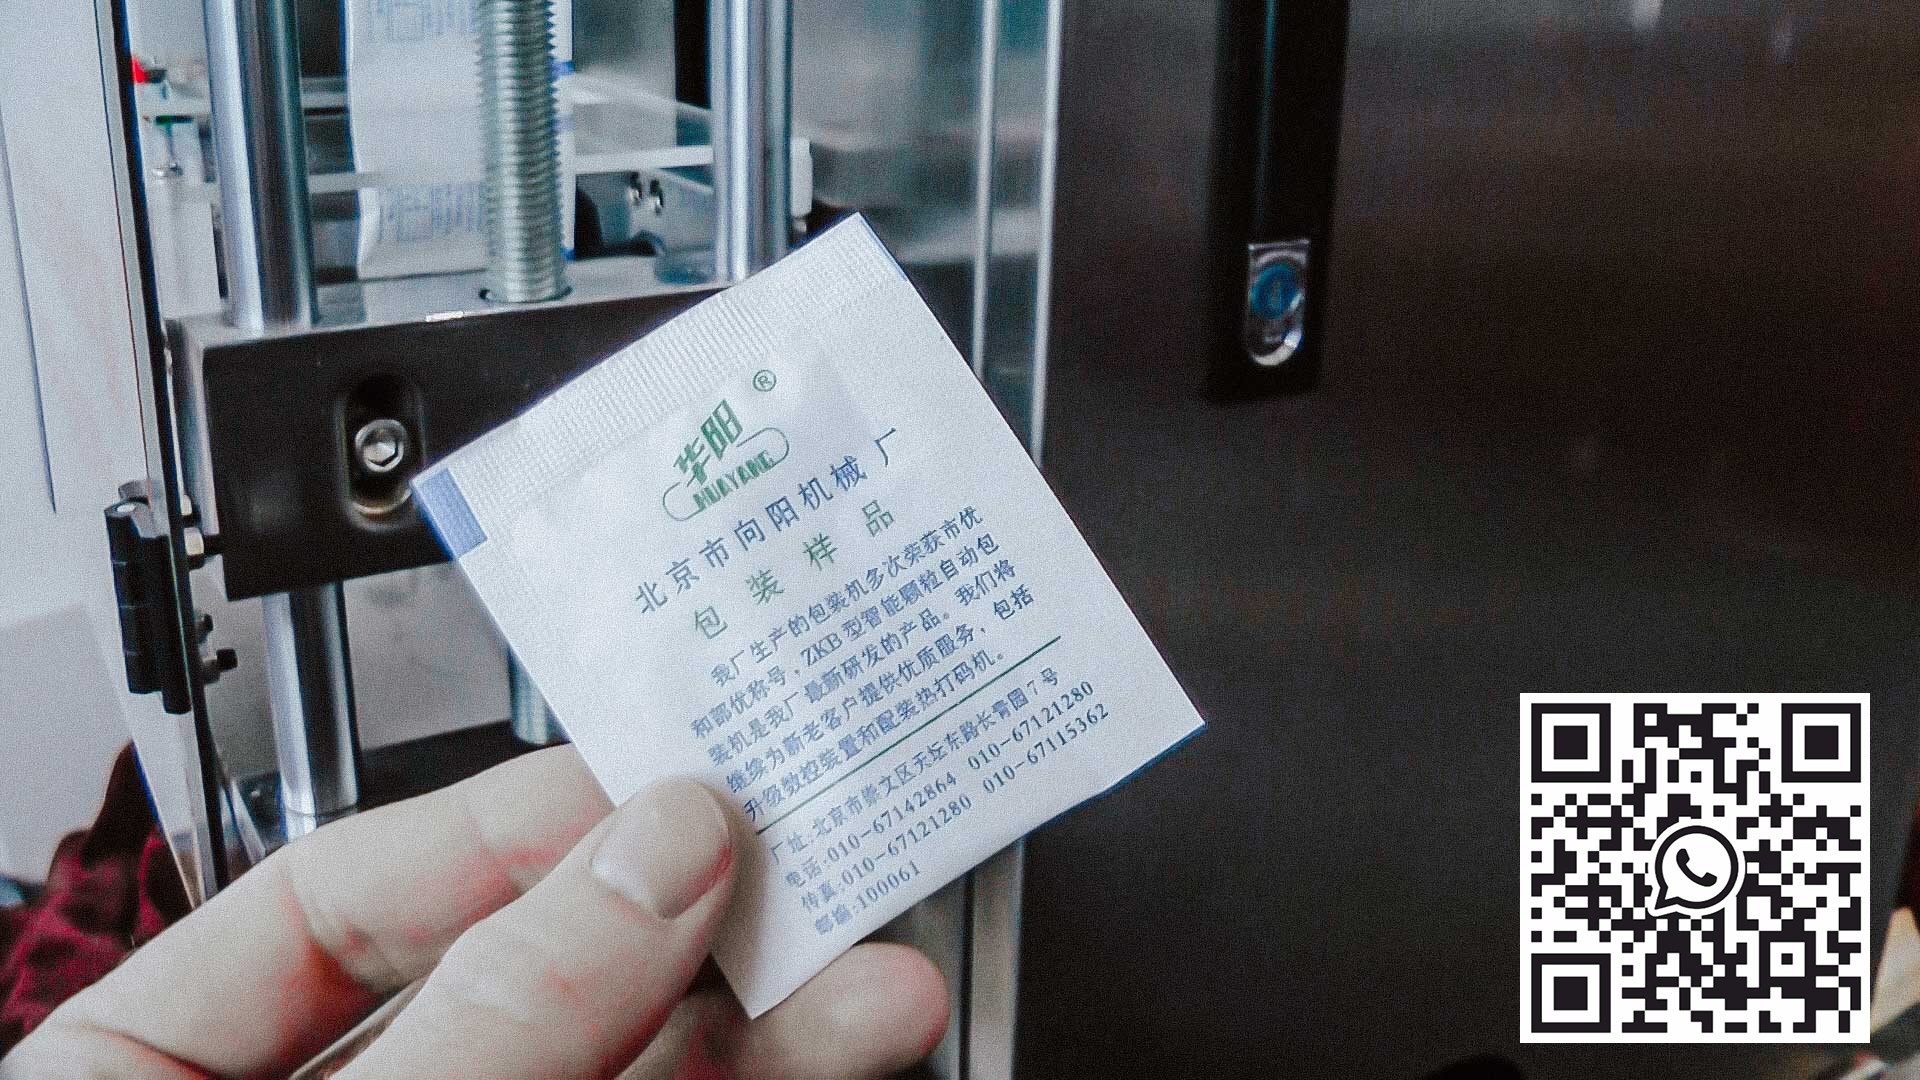 华阳®
HUAYANG
北京市向阳机械厂
包装样品
我厂生产的包装机多次荣获市优
和部优称号，ZKB型智能颗粒自动包
装机是我厂最新研发的产品。我们将
继续为新老客户提供优质服务，包括
升级数控装置和配装热打码机。
厂址:北京市崇文区天坛东路长青园7号
电话:010-67142864 010-67121280
传真:010-67121280 010-67115362
邮编:100061